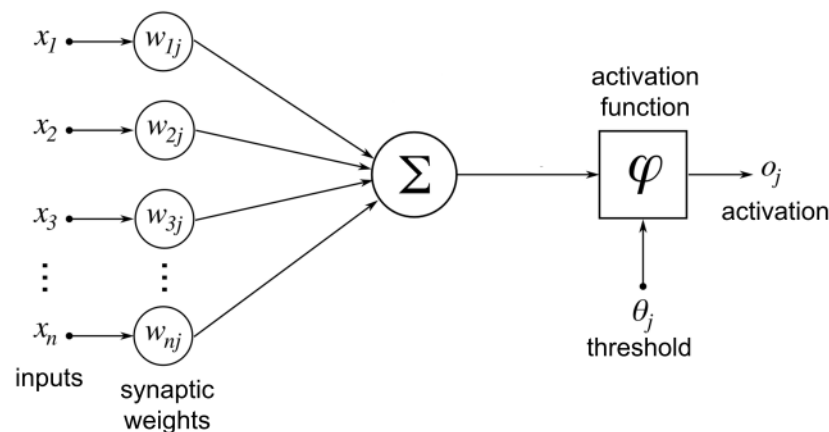 x1
w1j
x2
w2j
x3
w3j
⋮
⋮
xn
wnj
inputs
synaptic
weights
Σ
activation
function
φ
oj
activation
θj
threshold